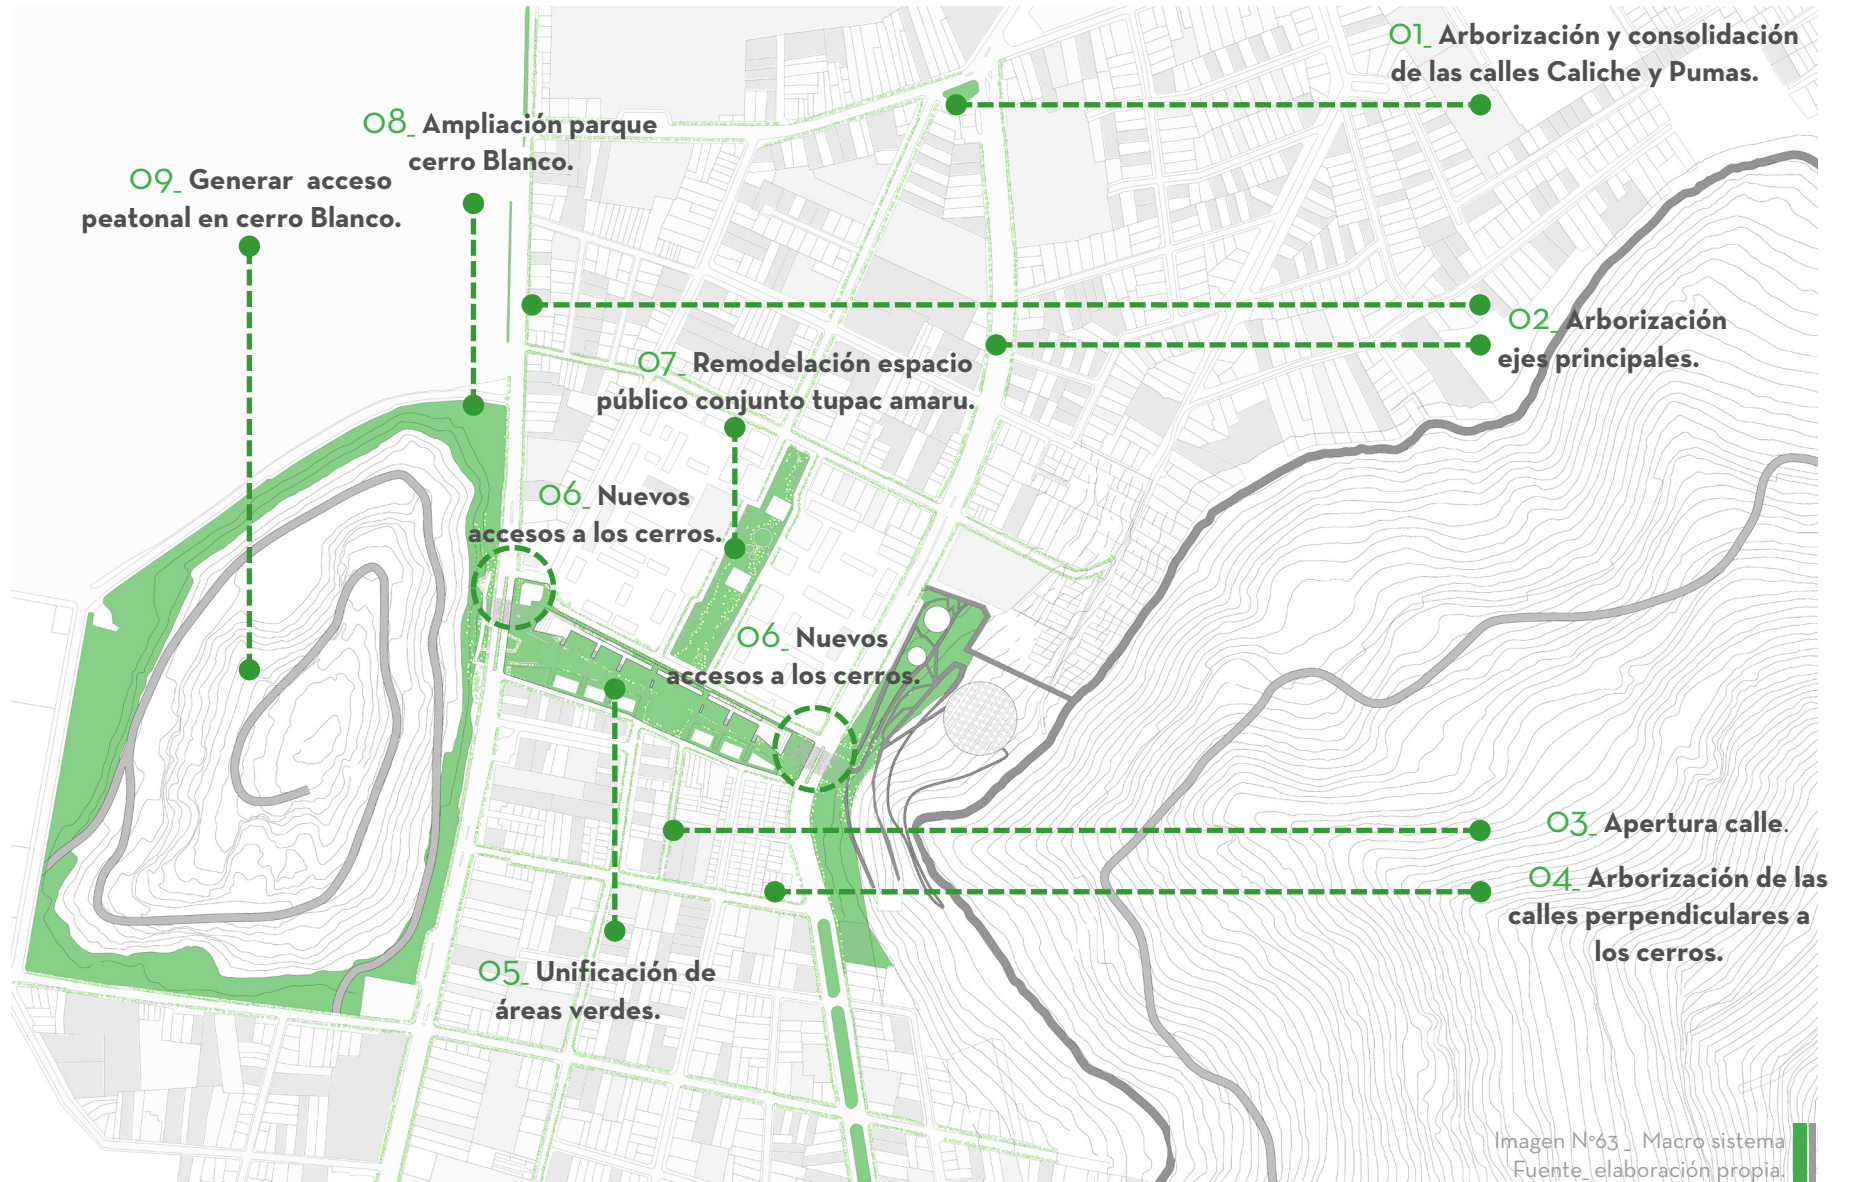 01_ Arborización y consolidación
de las calles Caliche y Pumas.
08_ Ampliación parque
cerro Blanco.
09_ Generar acceso
peatonal en cerro Blanco.
02_ Arborización
ejes principales.
07_ Remodelación espacio
público conjunto tupac amaru.
06_ Nuevos
accesos a los cerros.
06_ Nuevos
accesos a los cerros.
03_ Apertura calle.
04_ Arborización de las
calles perpendiculares a
los cerros.
05_ Unificación de
áreas verdes.
Imagen Nº63_ Macro sistema
Fuente_ elaboración propia.